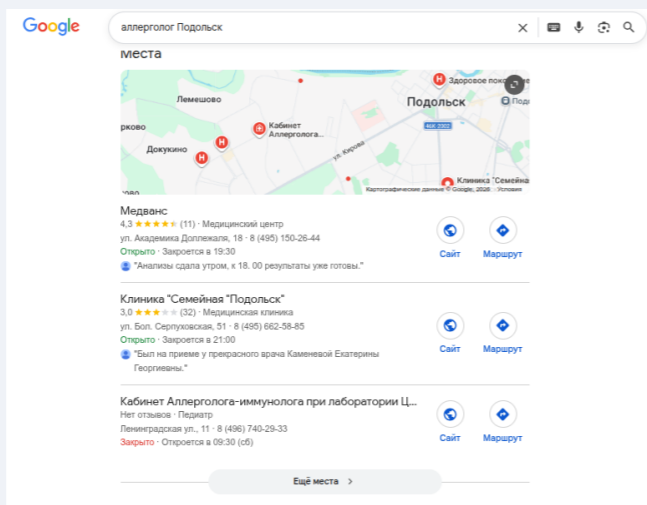 Google
аллерголог Подольск
Места
Здоровое
Лемешово
Подольск
Кабинет
Аллерголога...
Докукино
ул. Кирова
Клиника "Семейна
Картографические данные © Google, 2026 Условия
Медванс
4,3 (11) · Медицинский центр
ул. Академика Доллежаля, 18 · 8 (495) 150-26-44
Открыто · Закроется в 19:30
"Анализы сдала утром, к 18. 00 результаты уже готовы."
Сайт
Маршрут
Клиника "Семейная "Подольск"
3,0 (32) · Медицинская клиника
ул. Бол. Серпуховская, 51 · 8 (495) 662-58-85
Открыто · Закроется в 21:00
"Был на приеме у прекрасного врача Каменевой Екатерины
Георгиевны."
Сайт
Маршрут
Кабинет Аллерголога-иммунолога при лаборатории Ц...
Нет отзывов · Педиатр
Ленинградская ул., 11 · 8 (496) 740-29-33
Закрыто · Откроется в 09:30 (сб)
Сайт
Маршрут
Ещё места